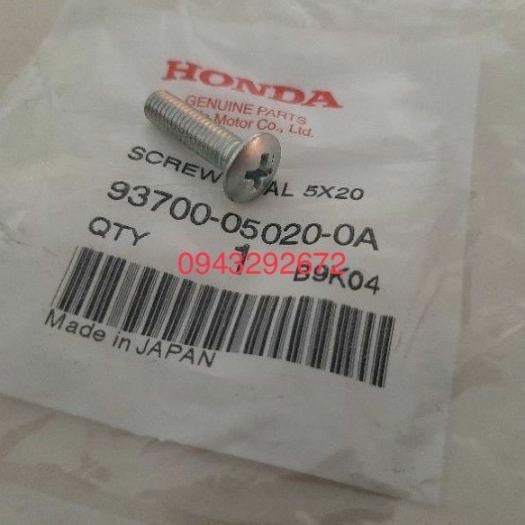 HONDA
GENUINE PARTS
Motor Co., Ltd.
SCREW AL 5X20
93700-05020-0A
QTY 1 B9K04
0943292672
Made in JAPAN